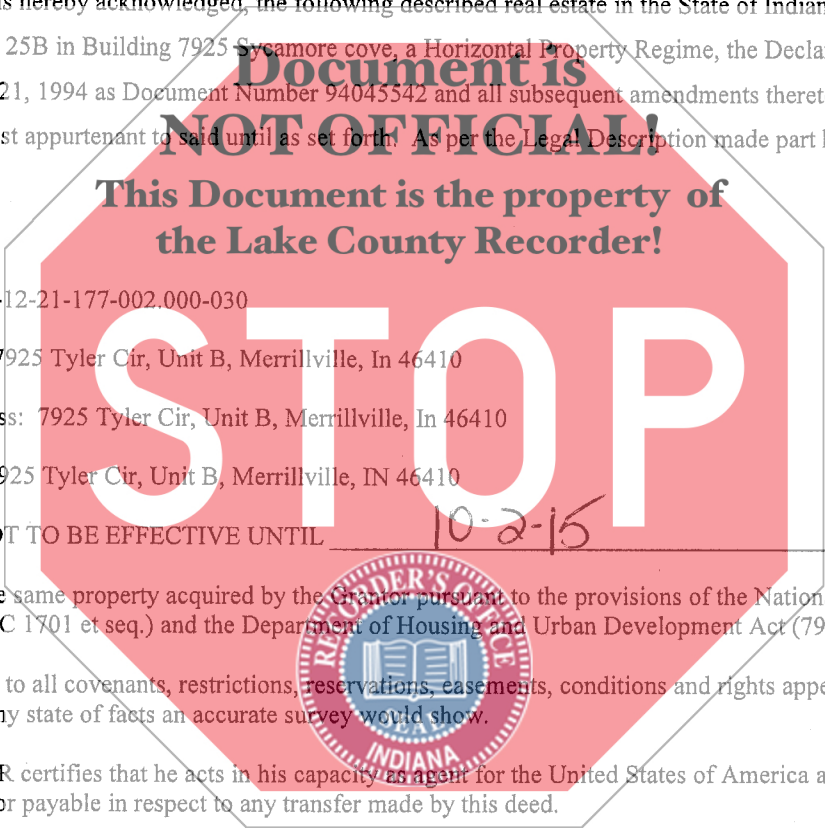 is hereby acknowledged, the following described real estate in the State of Indian
25B in Building 7925 Sycamore cove, a Horizontal Property Regime, the Decla
Document is
21, 1994 as Document Number 94045542 and all subsequent amendments theret
NOT OFFICIAL!
st appurtenant to said until as set forth. As per the Legal Description made part
This Document is the property of
the Lake County Recorder!
-12-21-177-002.000-030
STOP
7925 Tyler Cir, Unit B, Merrillville, In 46410
ss: 7925 Tyler Cir, Unit B, Merrillville, In 46410
925 Tyler Cir, Unit B, Merrillville, IN 46410
T TO BE EFFECTIVE UNTIL 10-2-15
e same property acquired by the Grantor pursuant to the provisions of the Nation
C 1701 et seq.) and the Department of Housing and Urban Development Act (79
RECORDER'S OFFICE
to all covenants, restrictions, reservations, easements, conditions and rights appe
ny state of facts an accurate survey would show.
SEAL
INDIANA
R certifies that he acts in his capacity as agent for the United States of America a
or payable in respect to any transfer made by this deed.